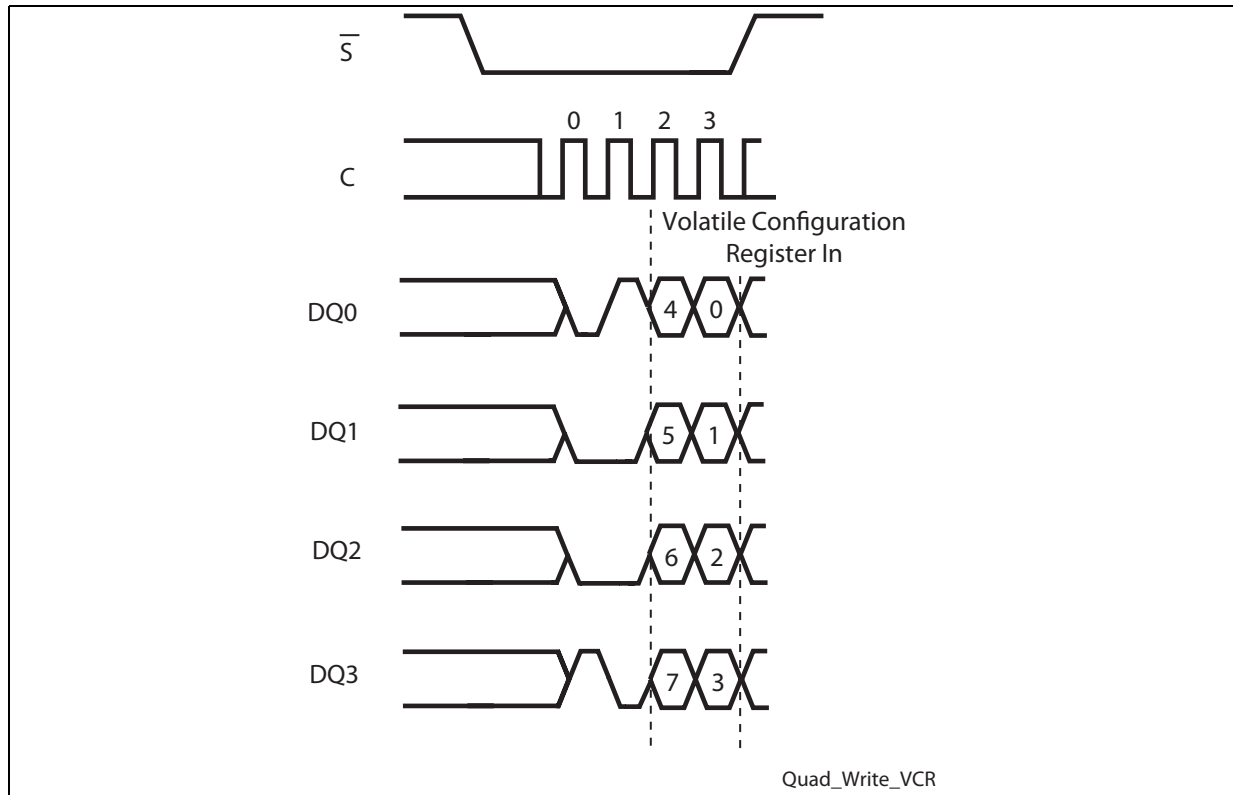 S̅
0 1 2 3
C
Volatile Configuration
Register In
DQ0
4 0
DQ1
5 1
DQ2
6 2
DQ3
7 3
Quad_Write_VCR